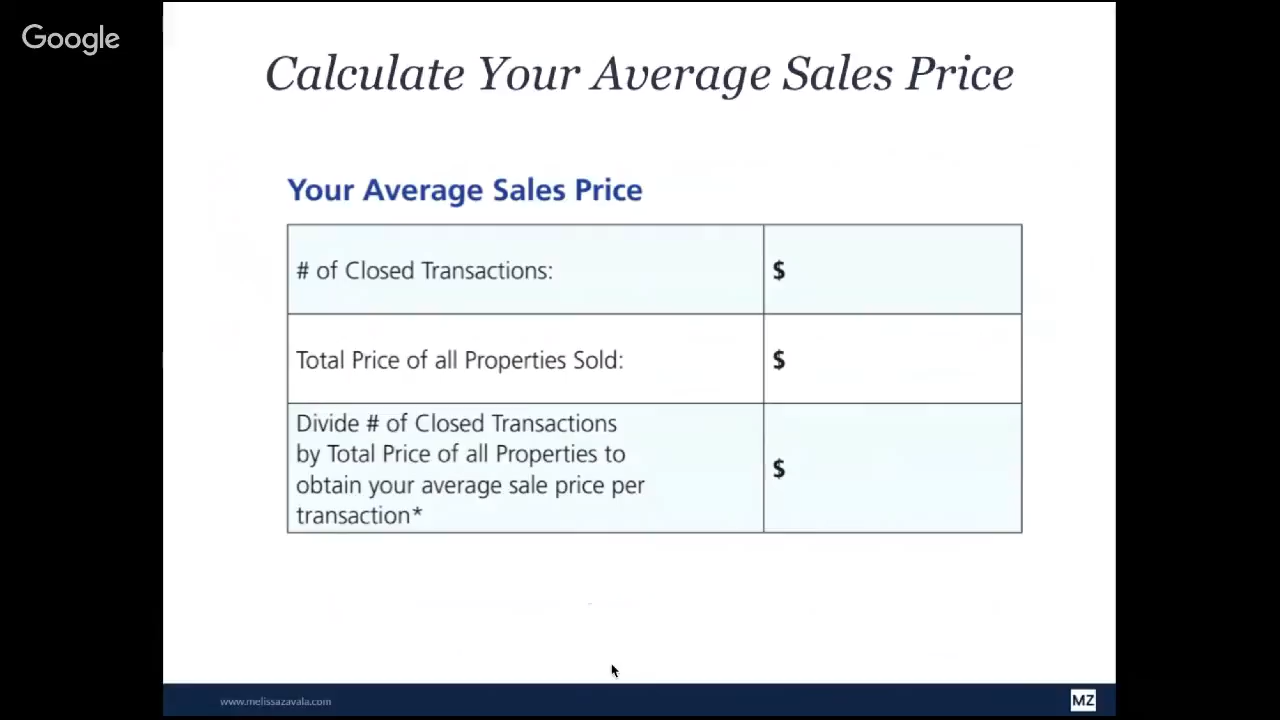 Google
Calculate Your Average Sales Price
Your Average Sales Price
# of Closed Transactions:
$
Total Price of all Properties Sold:
$
Divide # of Closed Transactions
by Total Price of all Properties to
obtain your average sale price per
transaction*
$
www.melissazavala.com
MZ